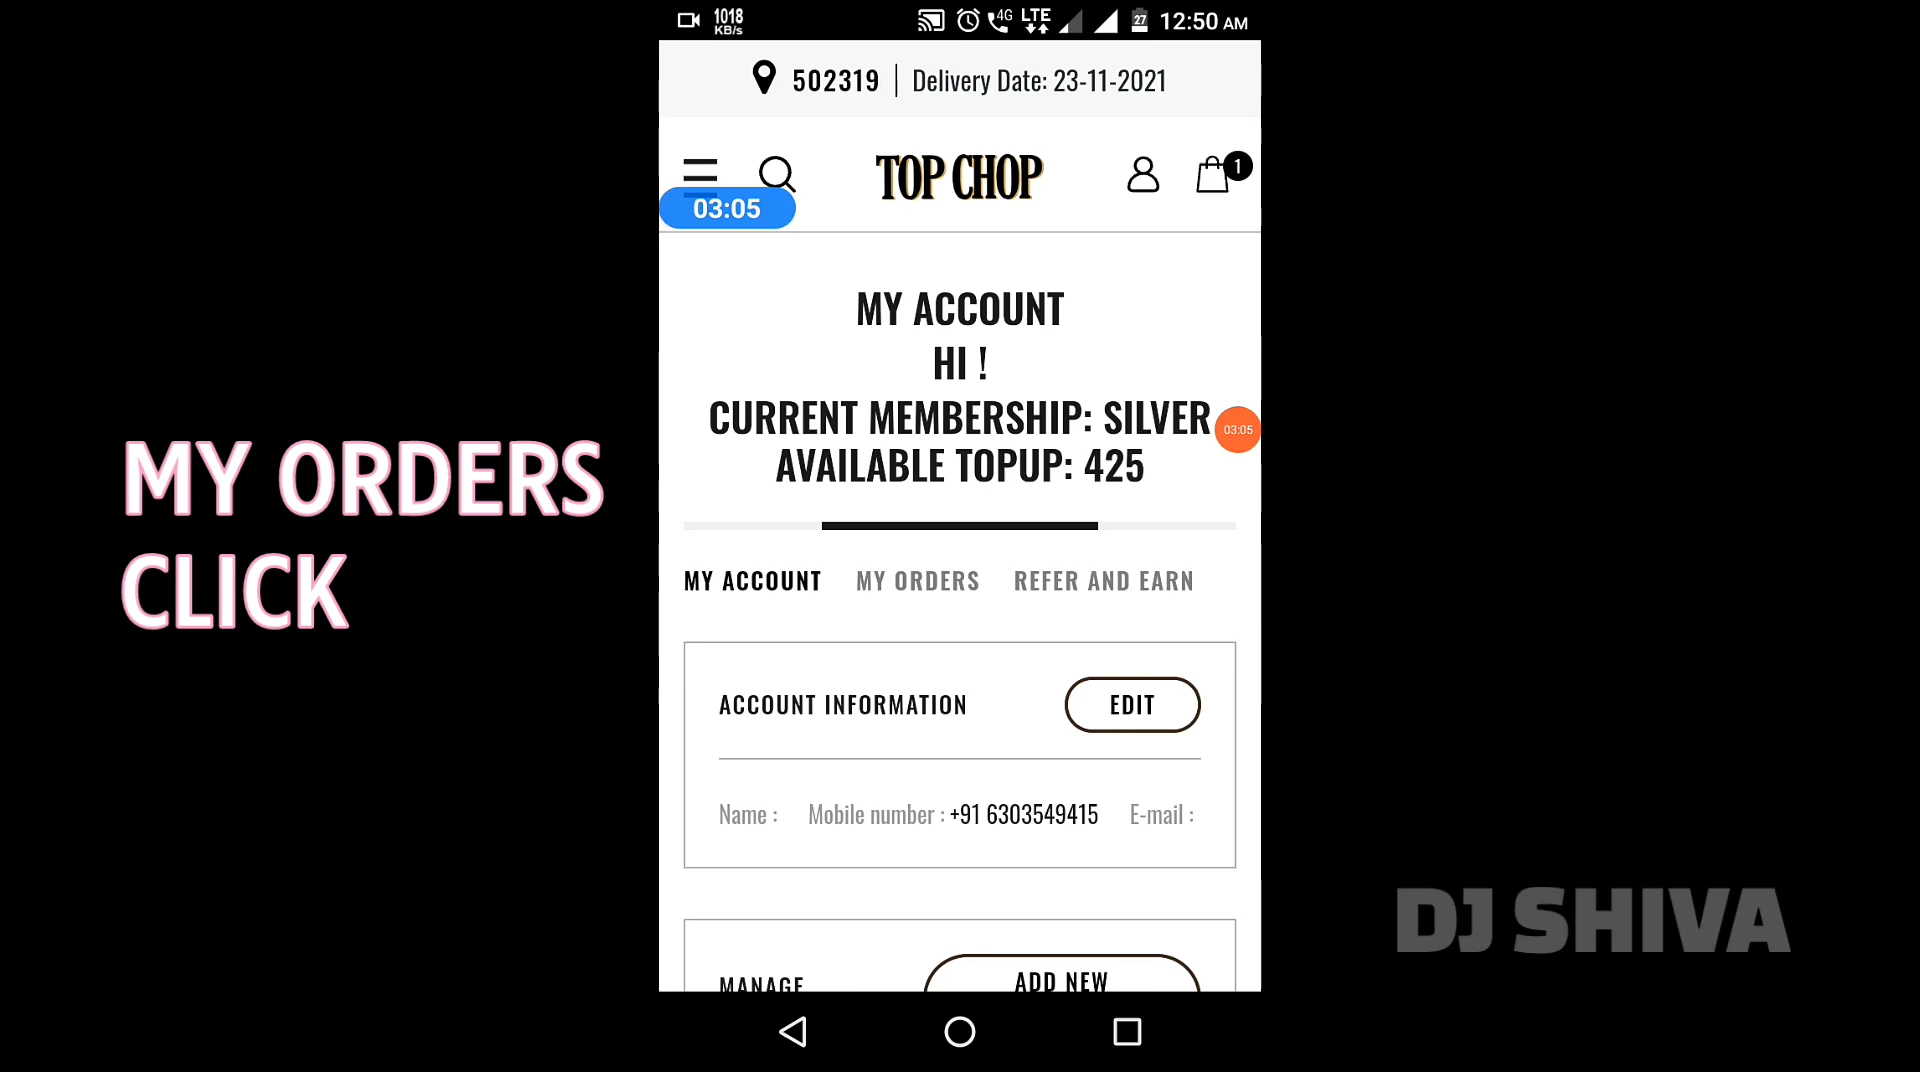 1018
KB/s
4G
LTE
27
12:50 AM
502319 | Delivery Date: 23-11-2021
TOP CHOP
1
03:05
MY ACCOUNT
HI !
CURRENT MEMBERSHIP: SILVER
03:05
AVAILABLE TOPUP: 425
MY ORDERS
CLICK
MY ACCOUNT MY ORDERS REFER AND EARN
ACCOUNT INFORMATION EDIT
Name : Mobile number : +91 6303549415 E-mail :
MANAGE ADD NEW
DJ SHIVA